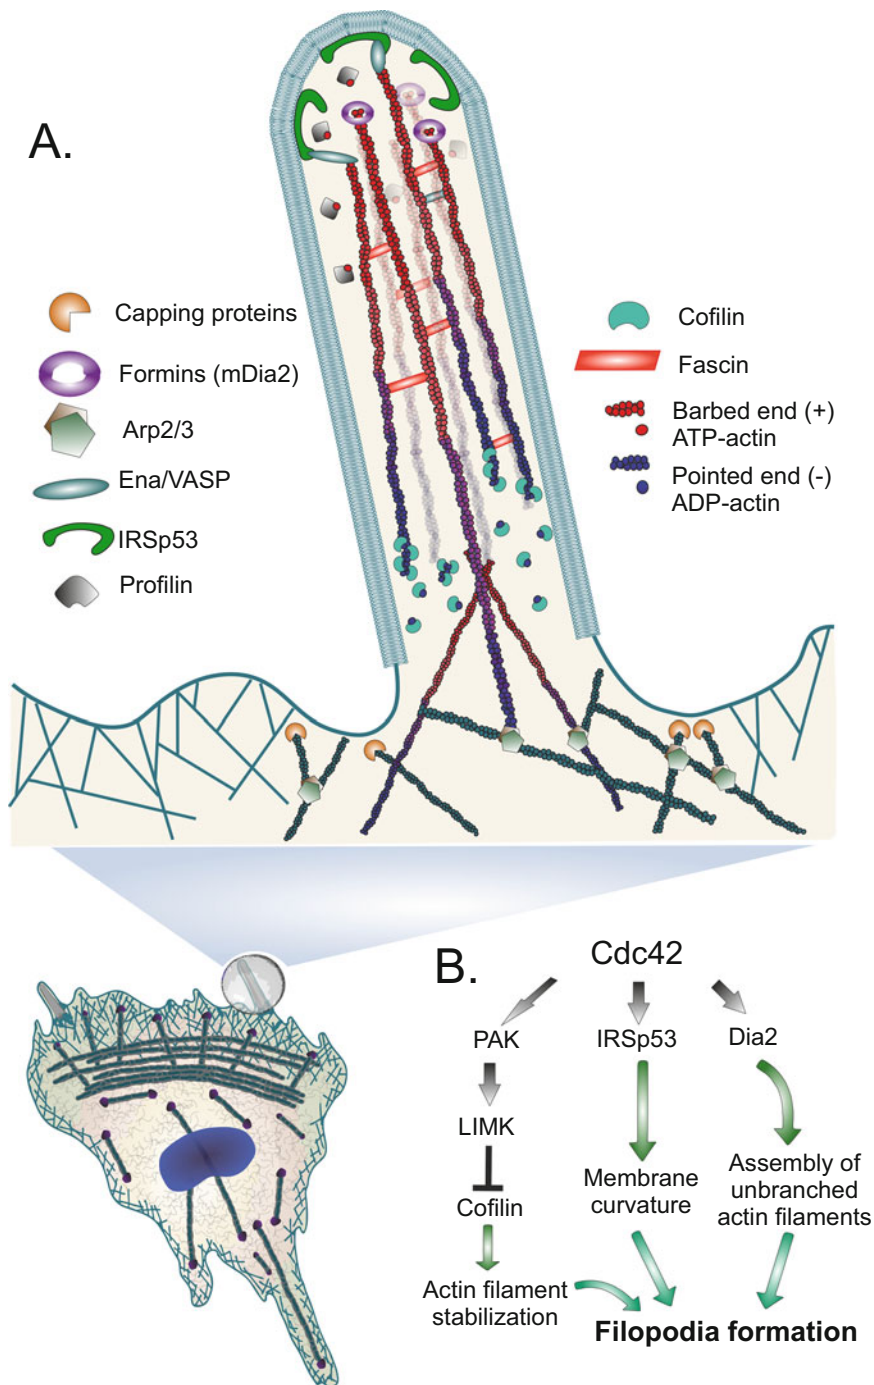 A.
Capping proteins
Formins (mDia2)
Arp2/3
Ena/VASP
IRSp53
Profilin
Cofilin
Fascin
Barbed end (+)
ATP-actin
Pointed end (-)
ADP-actin
B.
Cdc42
PAK
IRSp53
Dia2
LIMK
Cofilin
Membrane
curvature
Assembly of
unbranched
actin filaments
Actin filament
stabilization
Filopodia formation